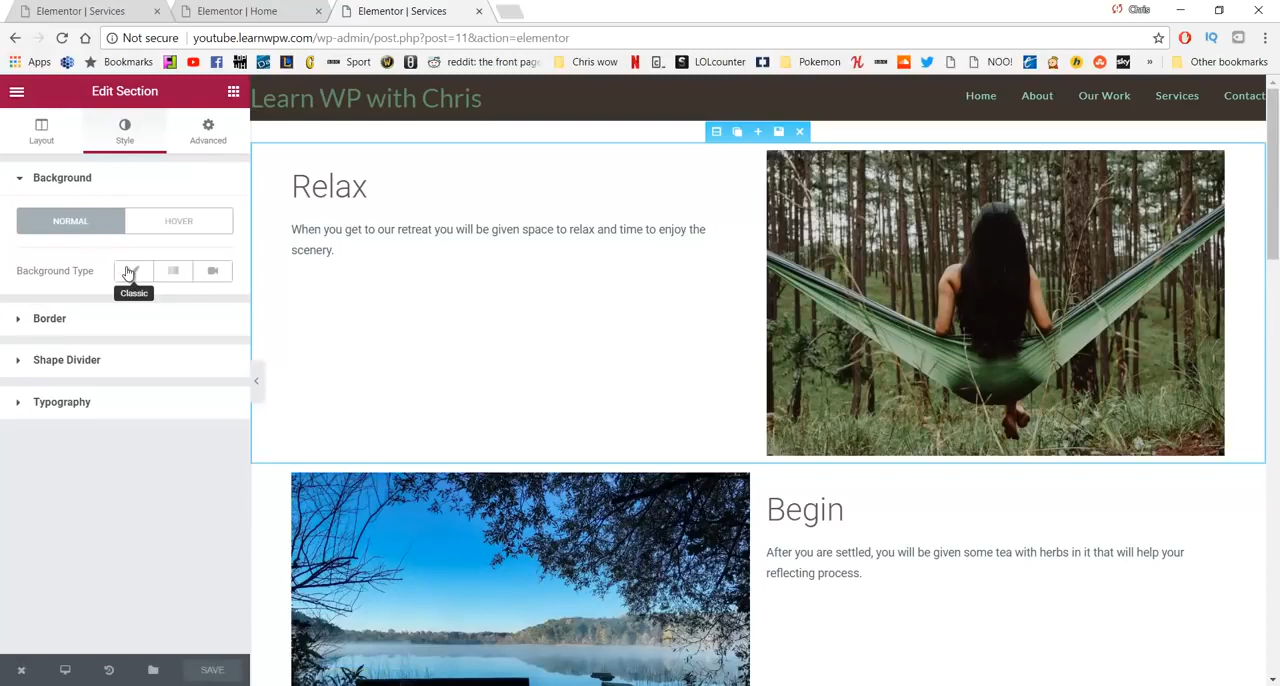 Elementor | Services
Elementor | Home
Elementor | Services
Chris
Not secure
youtube.learnwpw.com/wp-admin/post.php?post=11&action=elementor
Apps
Bookmarks
Sport
reddit: the front pag
Chris wow
LOLcounter
Pokemon
NOO!
sky
»
Other bookmarks
Edit Section
Learn WP with Chris
Home
About
Our Work
Services
Contact
Layout
Style
Advanced
Background
NORMAL
HOVER
Background Type
Classic
Border
Shape Divider
Typography
SAVE
Relax
When you get to our retreat you will be given space to relax and time to enjoy the
scenery.
Begin
After you are settled, you will be given some tea with herbs in it that will help your
reflecting process.